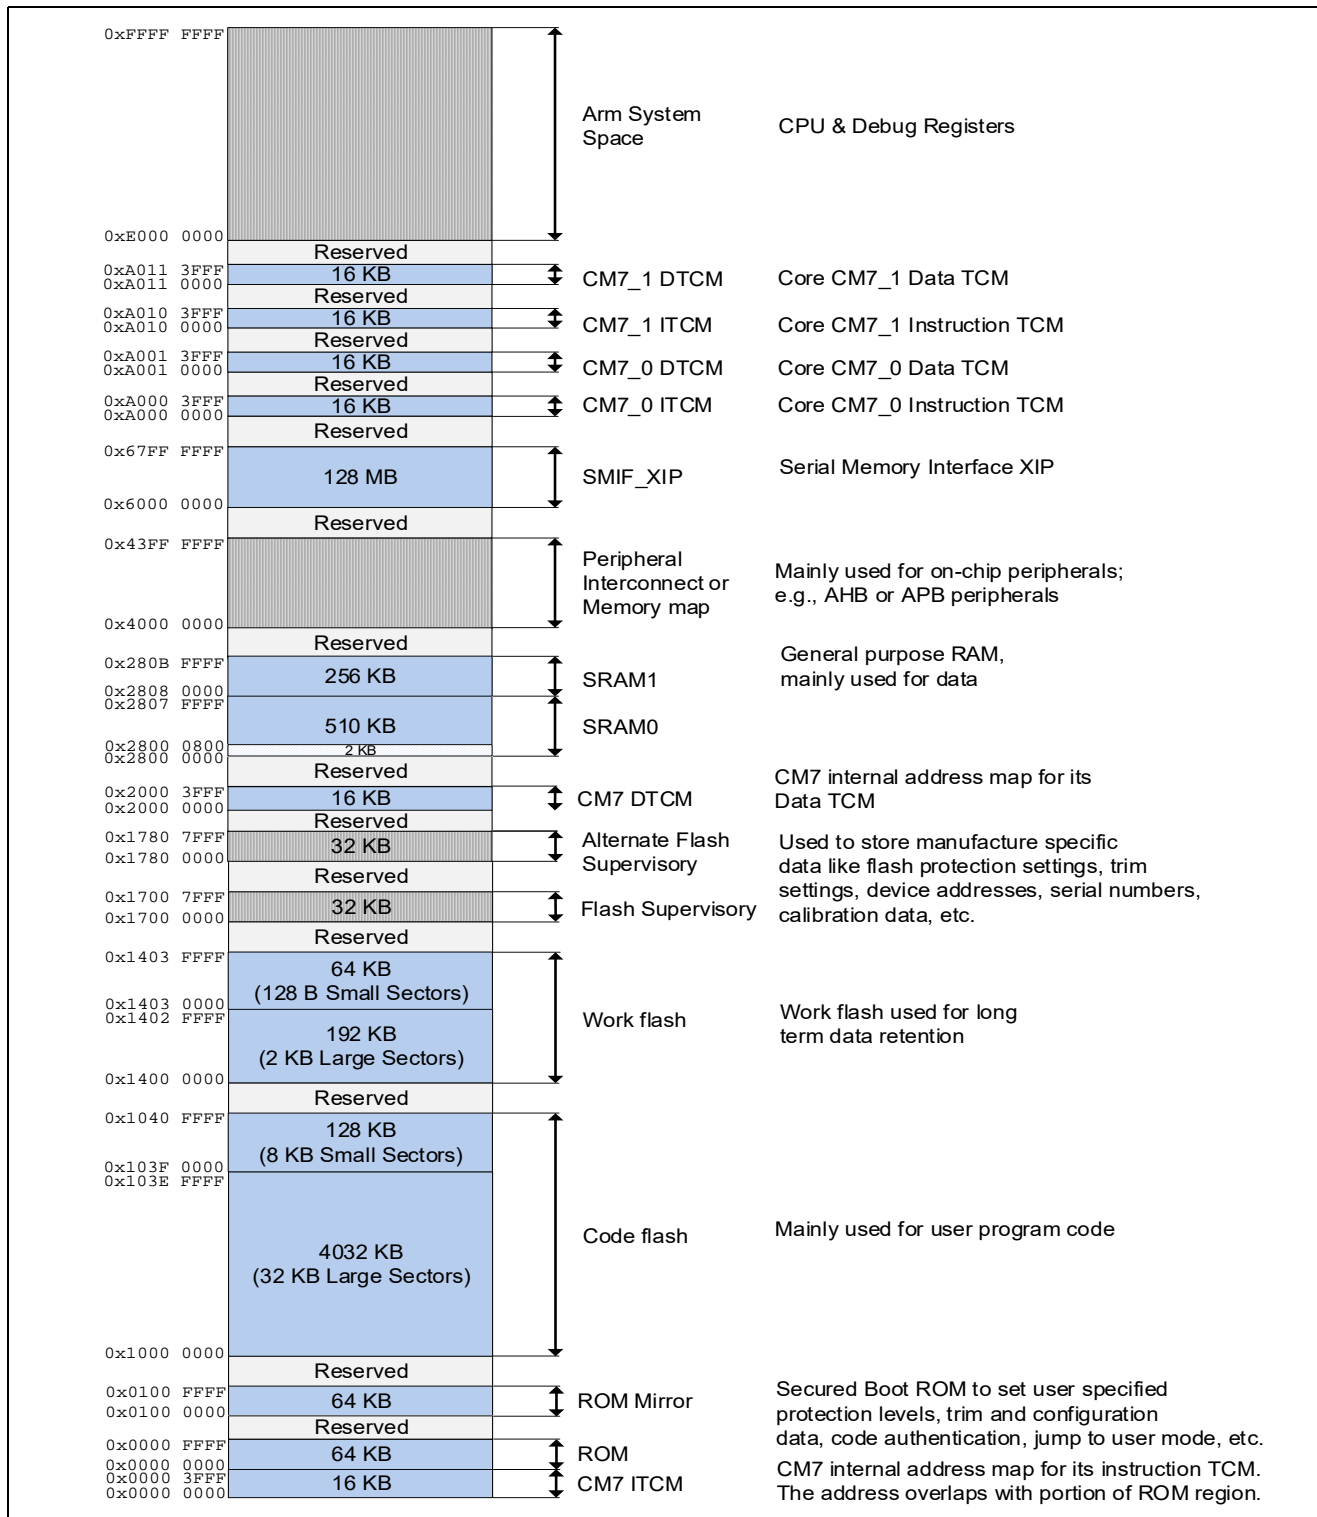 0xFFFF FFFF
Arm System
Space
CPU & Debug Registers
0xE000 0000
Reserved
0xA011 3FFF
0xA011 0000
16 KB
CM7_1 DTCM
Core CM7_1 Data TCM
Reserved
0xA010 3FFF
0xA010 0000
16 KB
CM7_1 ITCM
Core CM7_1 Instruction TCM
Reserved
0xA001 3FFF
0xA001 0000
16 KB
CM7_0 DTCM
Core CM7_0 Data TCM
Reserved
0xA000 3FFF
0xA000 0000
16 KB
CM7_0 ITCM
Core CM7_0 Instruction TCM
Reserved
0x67FF FFFF
128 MB
SMIF_XIP
Serial Memory Interface XIP
0x6000 0000
Reserved
0x43FF FFFF
Peripheral
Interconnect or
Memory map
Mainly used for on-chip peripherals;
e.g., AHB or APB peripherals
0x4000 0000
Reserved
0x280B FFFF
256 KB
SRAM1
General purpose RAM,
mainly used for data
0x2808 0000
0x2807 FFFF
510 KB
SRAM0
0x2800 0800
2 KB
0x2800 0000
Reserved
0x2000 3FFF
0x2000 0000
16 KB
CM7 DTCM
CM7 internal address map for its
Data TCM
Reserved
0x1780 7FFF
0x1780 0000
32 KB
Alternate Flash
Supervisory
Used to store manufacture specific
data like flash protection settings, trim
settings, device addresses, serial numbers,
calibration data, etc.
Reserved
0x1700 7FFF
0x1700 0000
32 KB
Flash Supervisory
Reserved
0x1403 FFFF
64 KB
(128 B Small Sectors)
0x1403 0000
0x1402 FFFF
Work flash
Work flash used for long
term data retention
192 KB
(2 KB Large Sectors)
0x1400 0000
Reserved
0x1040 FFFF
128 KB
(8 KB Small Sectors)
0x103F 0000
0x103E FFFF
Code flash
Mainly used for user program code
4032 KB
(32 KB Large Sectors)
0x1000 0000
Reserved
0x0100 FFFF
0x0100 0000
64 KB
ROM Mirror
Secured Boot ROM to set user specified
protection levels, trim and configuration
data, code authentication, jump to user mode, etc.
Reserved
0x0000 FFFF
0x0000 0000
64 KB
ROM
0x0000 3FFF
0x0000 0000
16 KB
CM7 ITCM
CM7 internal address map for its instruction TCM.
The address overlaps with portion of ROM region.